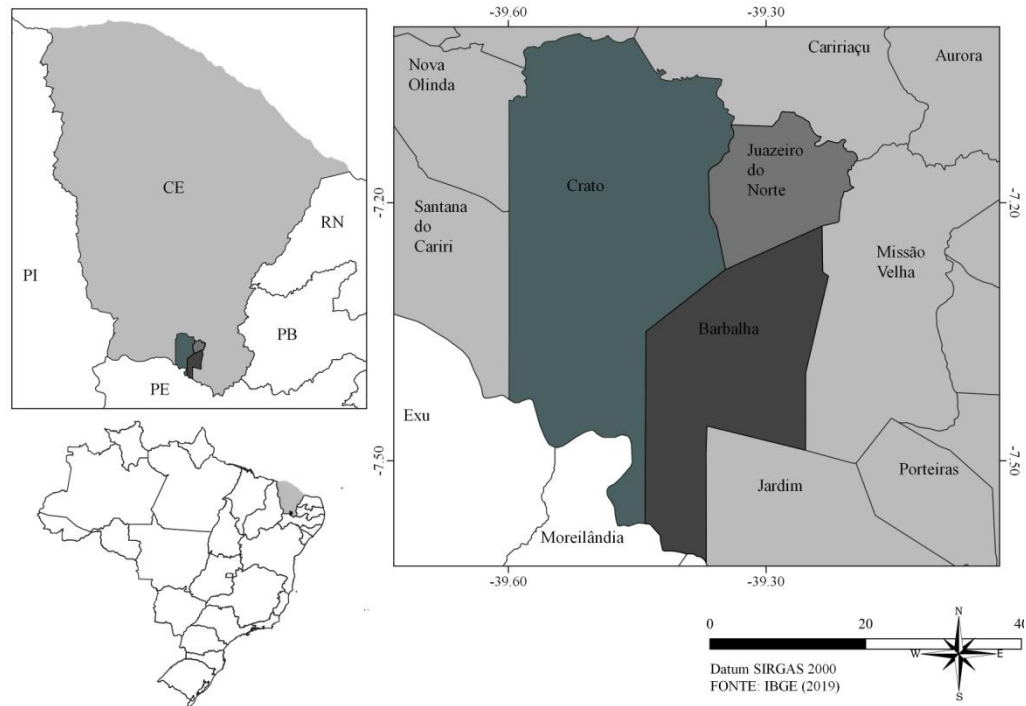 CE
RN
PI
PB
PE
-39.60
-39.30
Nova
Olinda
Caririaçu
Aurora
Juazeiro
do
Norte
Crato
-7.20
-7.20
Santana
do
Cariri
Missão
Velha
Barbalha
Exu
-7.50
-7.50
Porteiras
Jardim
Moreilândia
-39.60
-39.30
0
20
40
N
W
E
S
Datum SIRGAS 2000
FONTE: IBGE (2019)